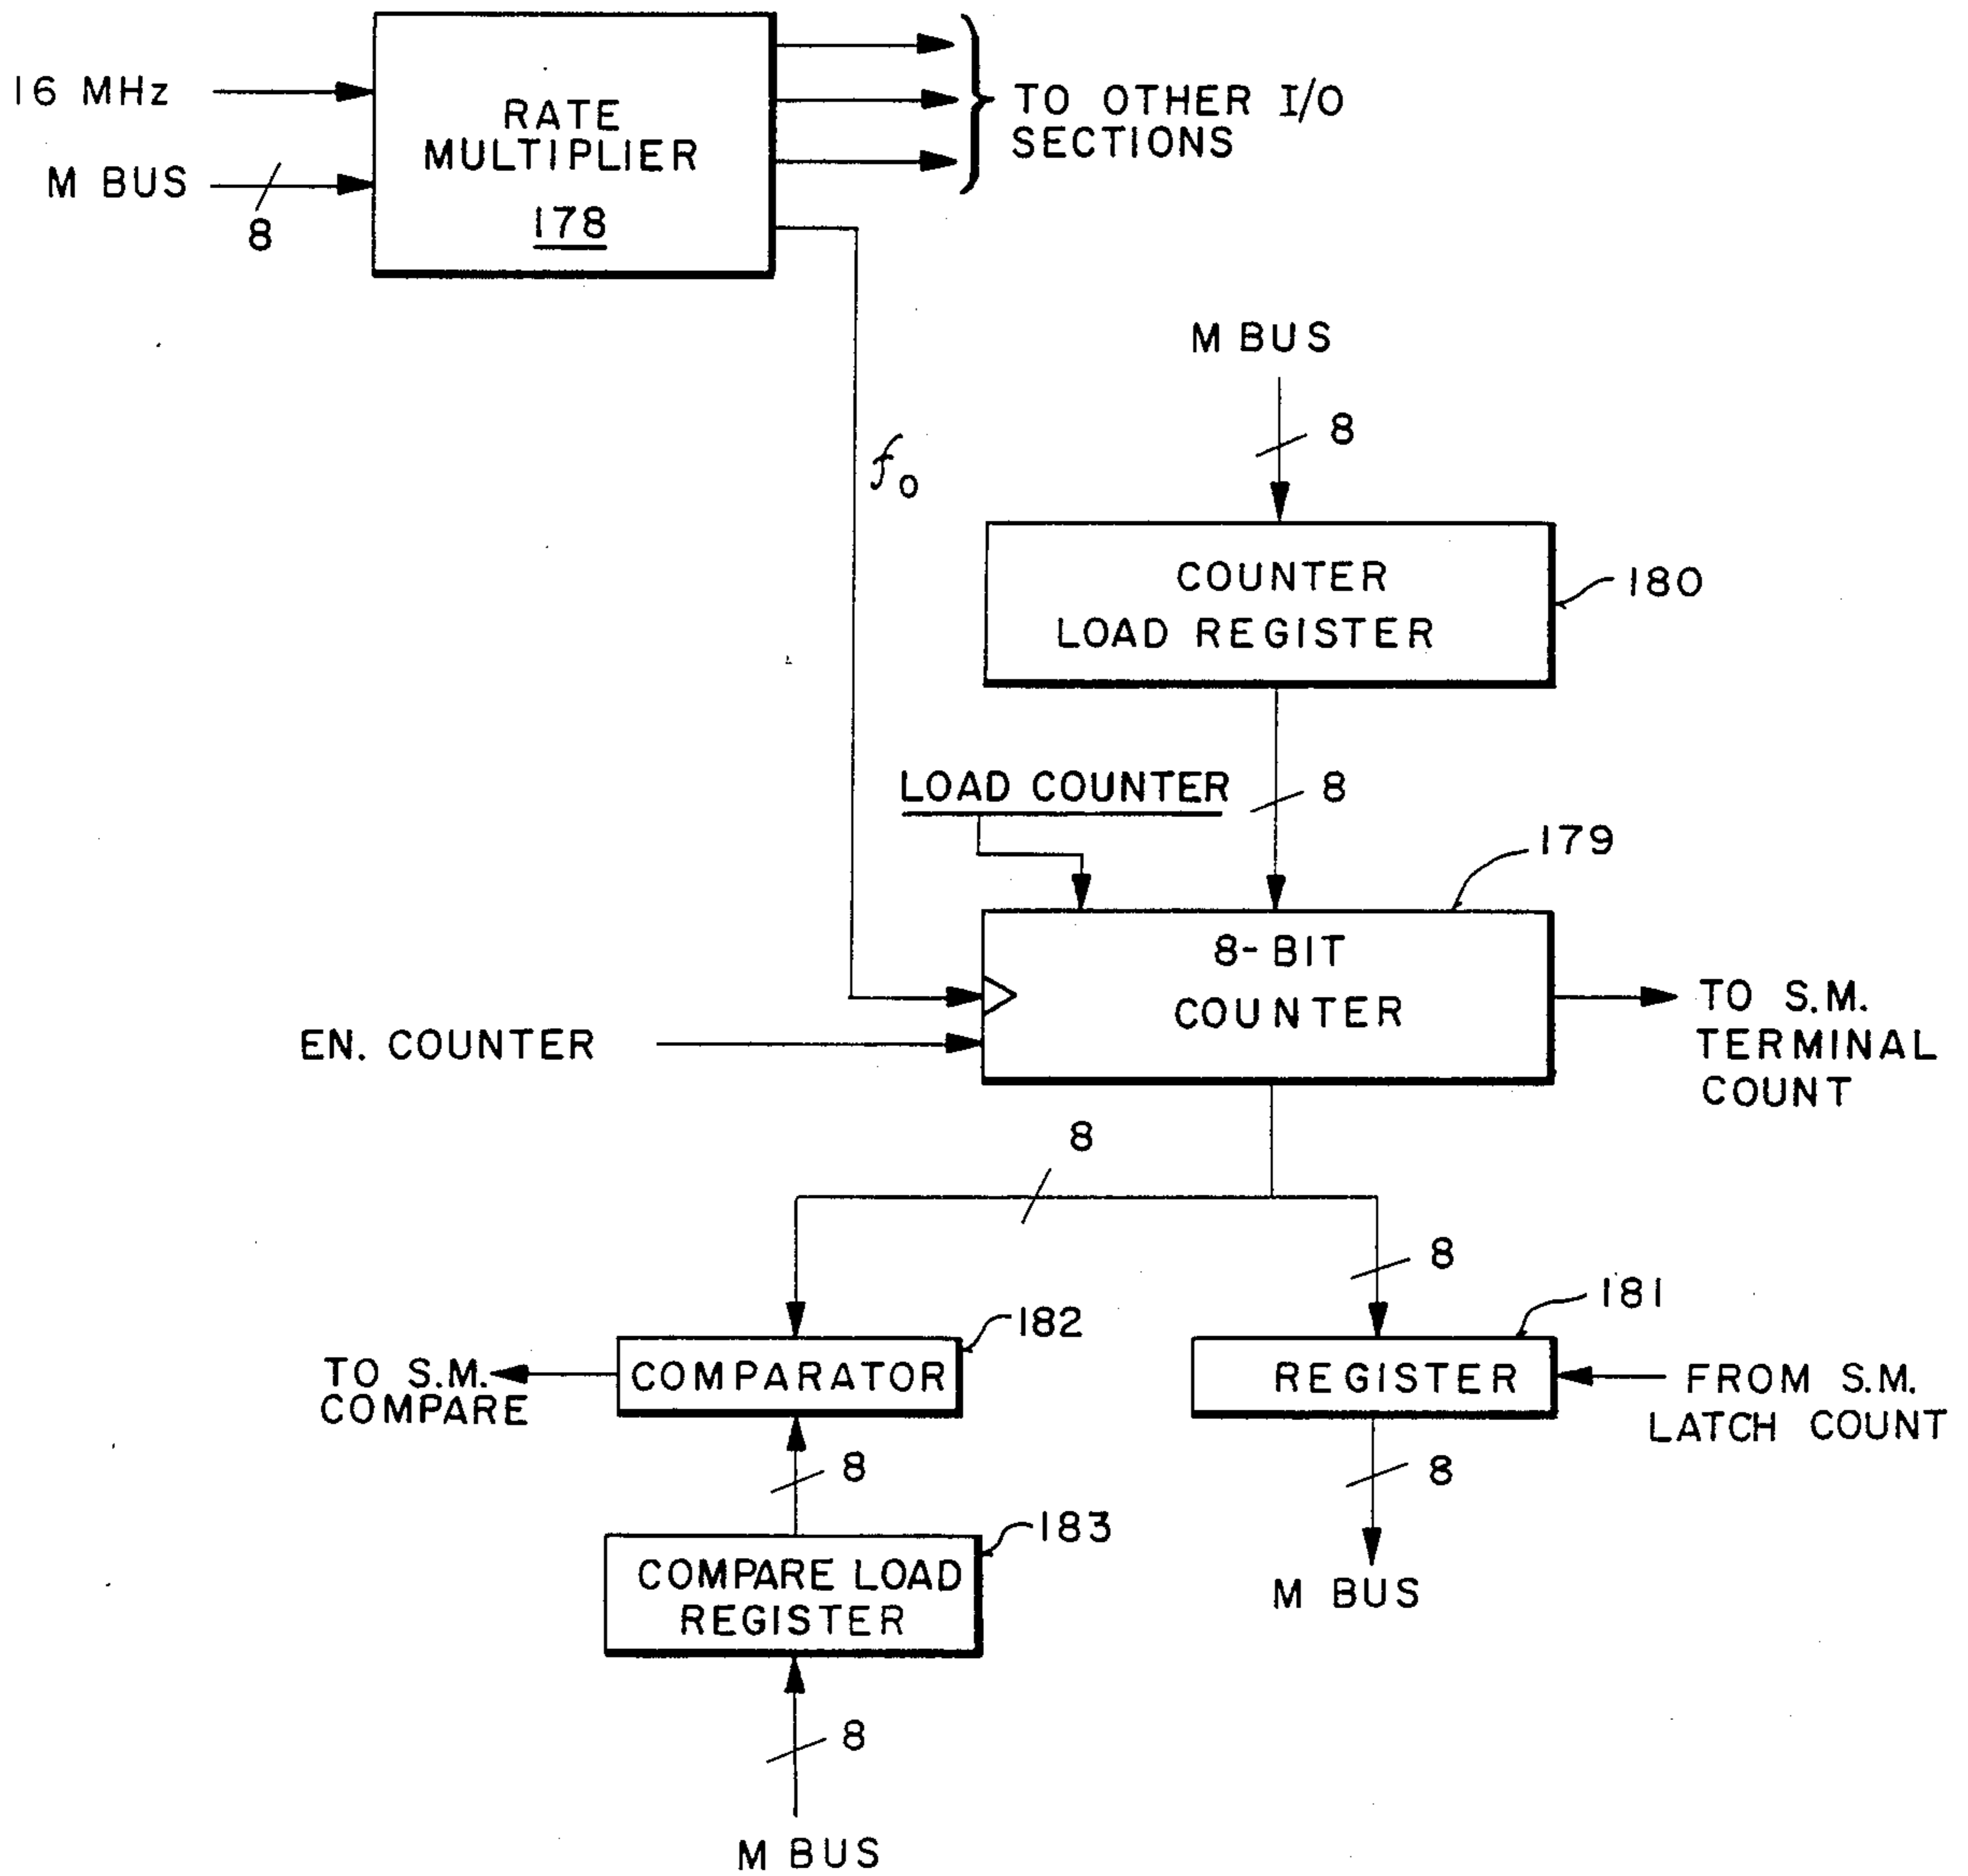 16 MHz
M BUS
8
RATE
MULTIPLIER
178
TO OTHER I/O
SECTIONS
f0
M BUS
8
COUNTER
LOAD REGISTER
180
LOAD COUNTER
8
179
8-BIT
COUNTER
EN. COUNTER
TO S.M.
TERMINAL
COUNT
8
8
182
181
TO S.M.
COMPARE
COMPARATOR
REGISTER
FROM S.M.
LATCH COUNT
8
8
183
COMPARE LOAD
REGISTER
M BUS
8
M BUS